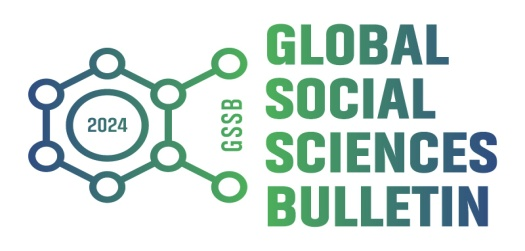 2024
GSSB
GLOBAL
SOCIAL
SCIENCES
BULLETIN